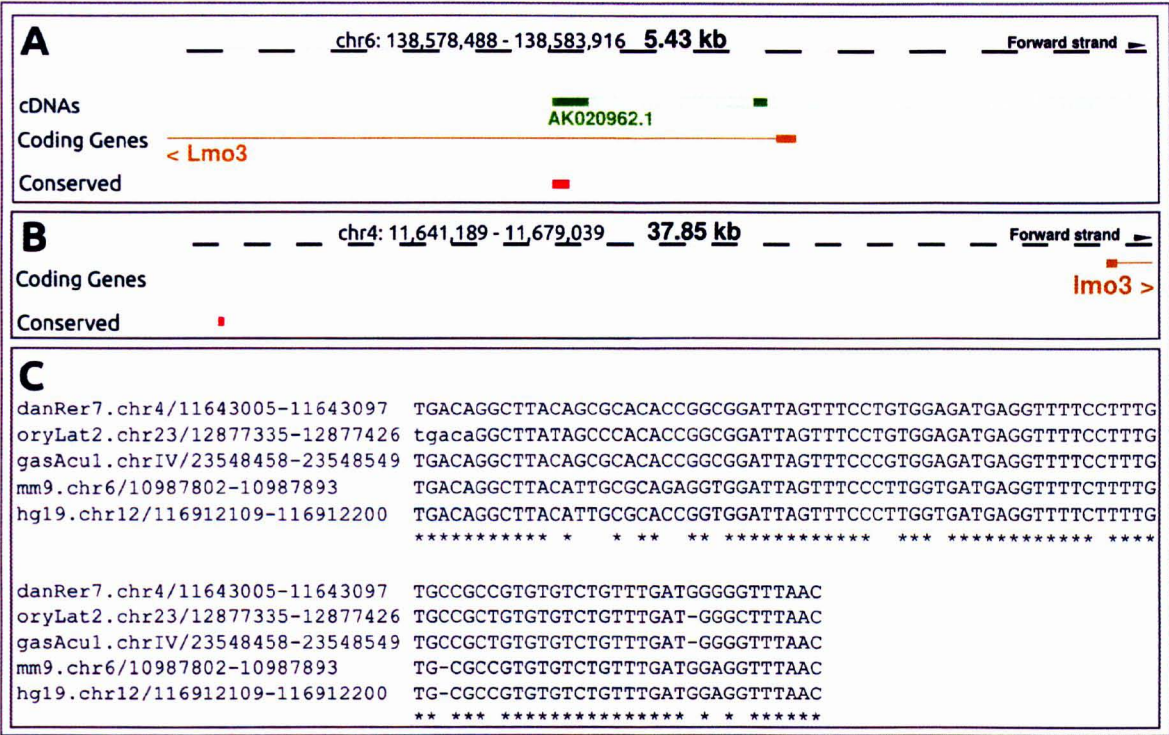 A
chr6: 138,578,488 - 138,583,916 5.43 kb
Forward strand
cDNAs
AK020962.1
Coding Genes
< Lmo3
Conserved
B
chr4: 11,641,189 - 11,679,039 37.85 kb
Forward strand
Coding Genes
lmo3 >
Conserved
C
danRer7.chr4/11643005-11643097 TGACAGGCTTACAGCGCACACCGGCGGATTAGTTTCCTGTGGAGATGAGGTTTTCCTTTG
oryLat2.chr23/12877335-12877426 tgacaGGCTTATAGCCCACACCGGCGGATTAGTTTCCTGTGGAGATGAGGTTTTCCTTTG
gasAcu1.chrIV/23548458-23548549 TGACAGGCTTACAGCGCACACCGGCGGATTAGTTTCCCGTGGAGATGAGGTTTTCCTTTG
mm9.chr6/10987802-10987893 TGACAGGCTTACATTGCGCAGAGGTGGATTAGTTTCCCTTGGTGATGAGGTTTTCTTTTG
hg19.chr12/116912109-116912200 TGACAGGCTTACATTGCGCACCGGTGGATTAGTTTCCCTTGGTGATGAGGTTTTCTTTTG
*********** * * ** ** ************ *** ************ ****
danRer7.chr4/11643005-11643097 TGCCGCCGTGTGTCTGTTTGATGGGGGTTTAAC
oryLat2.chr23/12877335-12877426 TGCCGCTGTGTGTCTGTTTGAT-GGGCTTTAAC
gasAcu1.chrIV/23548458-23548549 TGCCGCTGTGTGTCTGTTTGAT-GGGGTTTAAC
mm9.chr6/10987802-10987893 TG-CGCCGTGTGTCTGTTTGATGGAGGTTTAAC
hg19.chr12/116912109-116912200 TG-CGCCGTGTGTCTGTTTGATGGAGGTTTAAC
** *** *************** * * ******